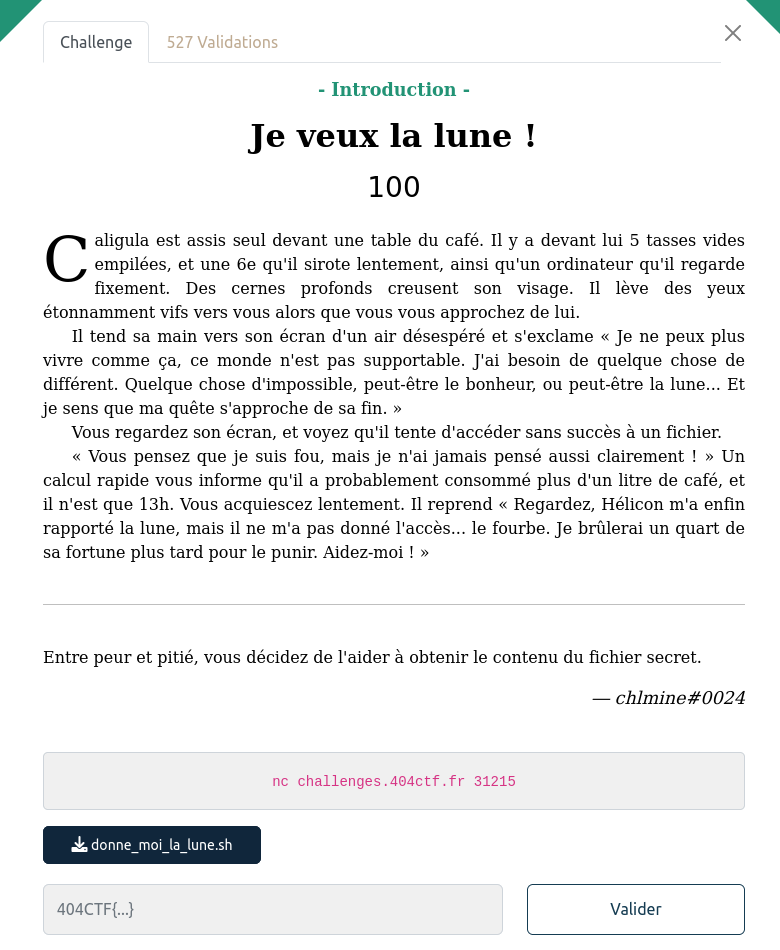 Challenge
527 Validations
- Introduction -
Je veux la lune !
100
Caligula est assis seul devant une table du café. Il y a devant lui 5 tasses vides
empilées, et une 6e qu'il sirote lentement, ainsi qu'un ordinateur qu'il regarde
fixement. Des cernes profonds creusent son visage. Il lève des yeux
étonnamment vifs vers vous alors que vous vous approchez de lui.
Il tend sa main vers son écran d'un air désespéré et s'exclame « Je ne peux plus
vivre comme ça, ce monde n'est pas supportable. J'ai besoin de quelque chose de
différent. Quelque chose d'impossible, peut-être le bonheur, ou peut-être la lune... Et
je sens que ma quête s'approche de sa fin. »
Vous regardez son écran, et voyez qu'il tente d'accéder sans succès à un fichier.
« Vous pensez que je suis fou, mais je n'ai jamais pensé aussi clairement ! » Un
calcul rapide vous informe qu'il a probablement consommé plus d'un litre de café, et
il n'est que 13h. Vous acquiescez lentement. Il reprend « Regardez, Hélicon m'a enfin
rapporté la lune, mais il ne m'a pas donné l'accès... le fourbe. Je brûlerai un quart de
sa fortune plus tard pour le punir. Aidez-moi ! »
Entre peur et pitié, vous décidez de l'aider à obtenir le contenu du fichier secret.
— chlmine#0024
nc challenges.404ctf.fr 31215
donne_moi_la_lune.sh
404CTF{...}
Valider